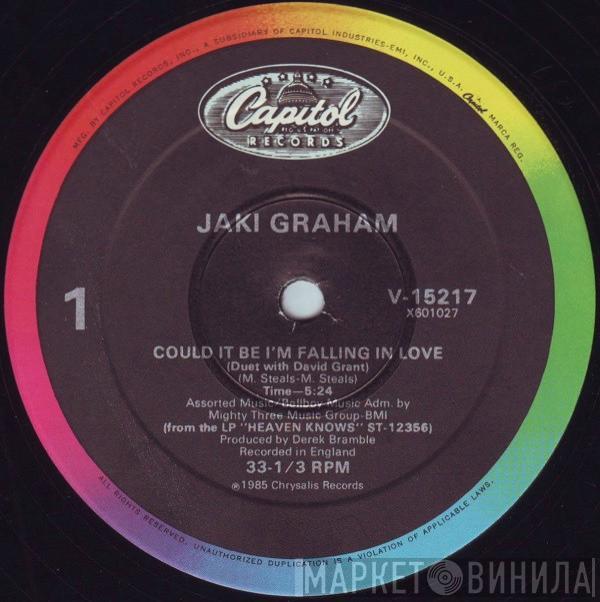 MFG. BY CAPITOL RECORDS, INC., A SUBSIDIARY OF CAPITOL INDUSTRIES-EMI, INC., U.S.A. Capitol MARCA REG.
Capitol
REG. U.S. PAT. OFF.
RECORDS
JAKI GRAHAM
1
V-15217
X601027
COULD IT BE I'M FALLING IN LOVE
(Duet with David Grant)
(M. Steals-M. Steals)
Time—5:24
Assorted Music/Bellboy Music Adm. by
Mighty Three Music Group-BMI
(from the LP "HEAVEN KNOWS" ST-12356)
Produced by Derek Bramble
Recorded in England
33-1/3 RPM
℗1985 Chrysalis Records
ALL RIGHTS RESERVED. UNAUTHORIZED DUPLICATION IS A VIOLATION OF APPLICABLE LAWS.
МАРКЕТ ВИНИЛА